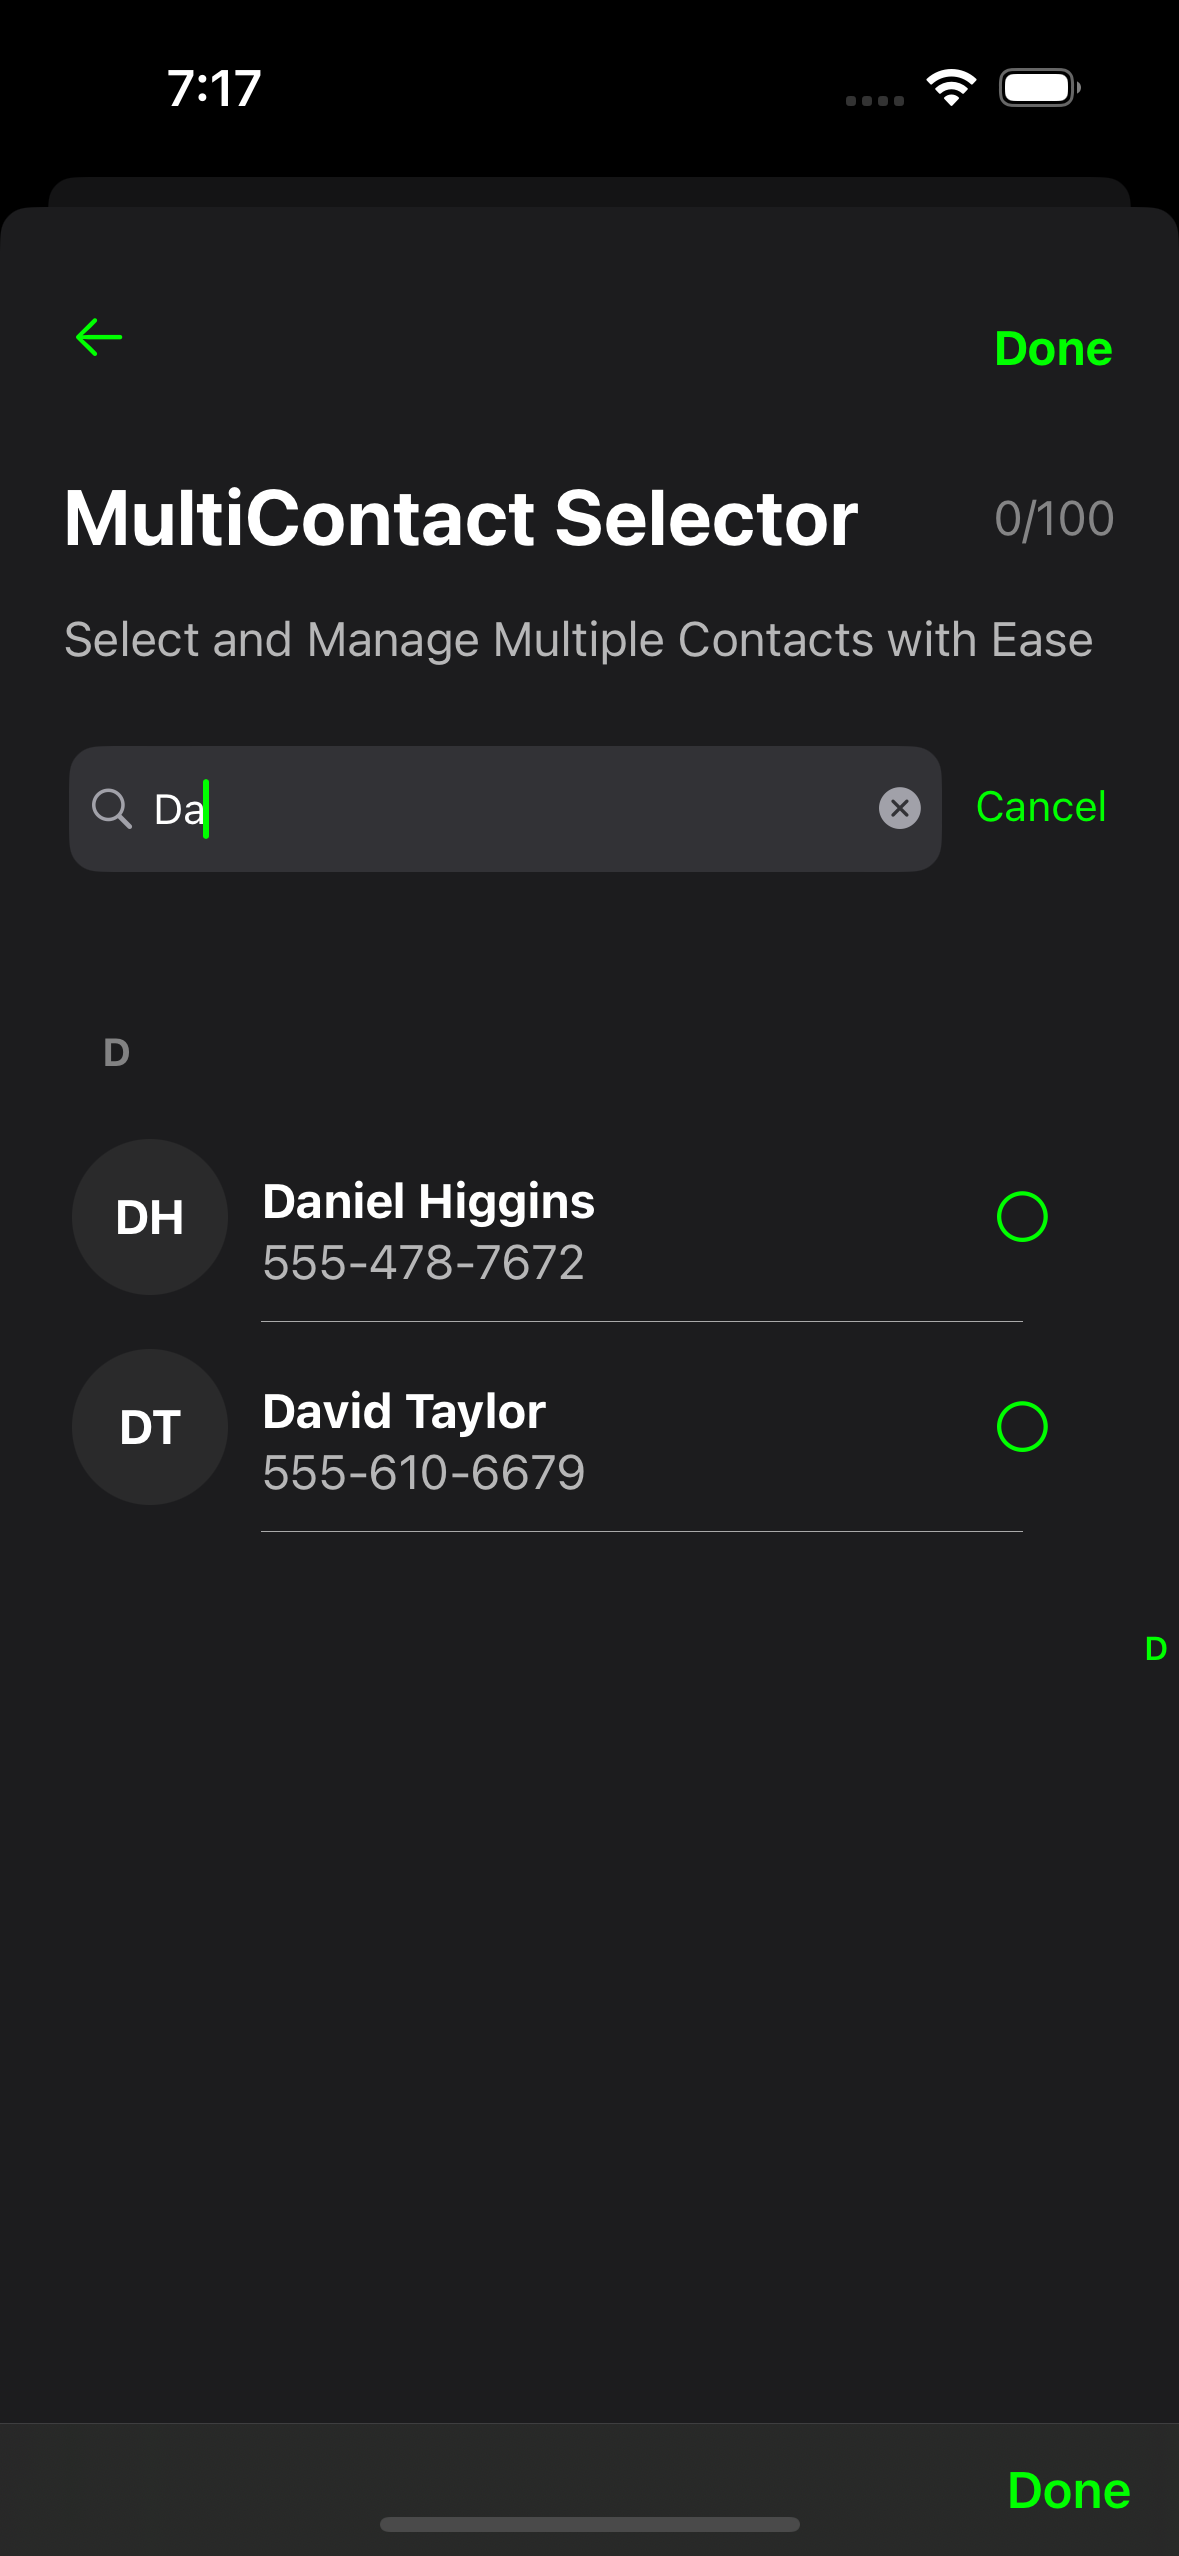 7:17
Done
MultiContact Selector
0/100
Select and Manage Multiple Contacts with Ease
Da
Cancel
D
DH
Daniel Higgins
555-478-7672
DT
David Taylor
555-610-6679
D
Done